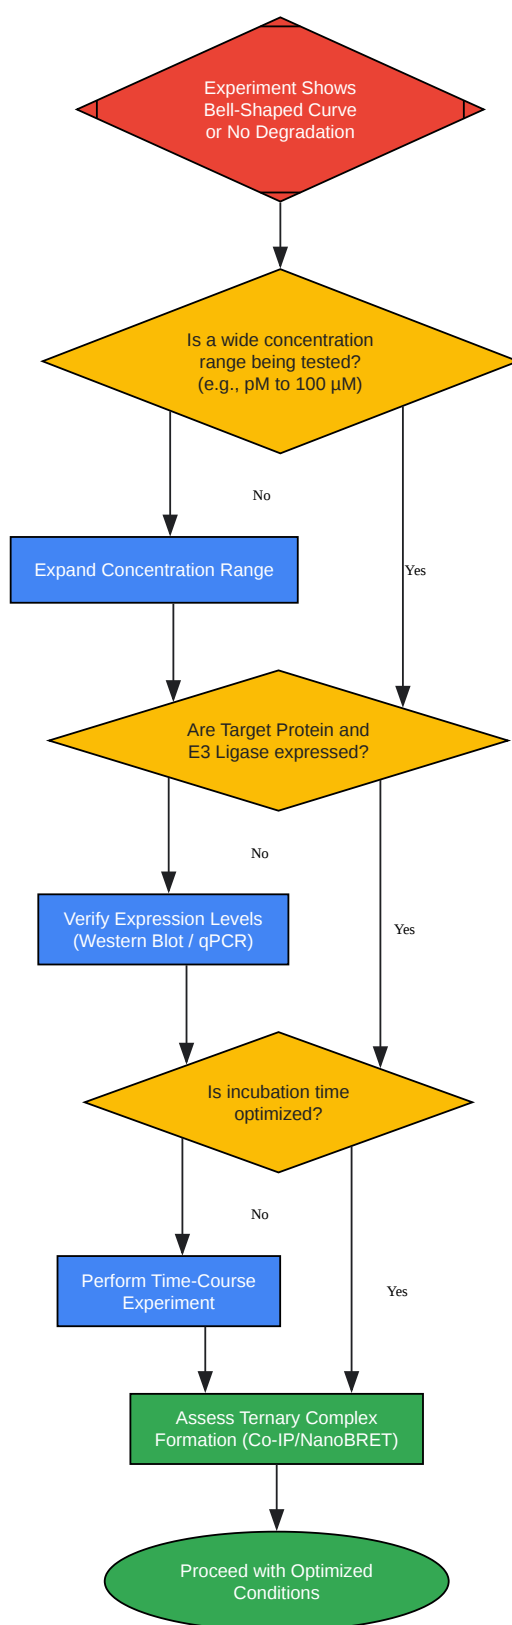 Experiment Shows
Bell-Shaped Curve
or No Degradation
Is a wide concentration
range being tested?
(e.g., pM to 100 µM)
No
Expand Concentration Range
Yes
Are Target Protein and
E3 Ligase expressed?
No
Verify Expression Levels
(Western Blot / qPCR)
Yes
Is incubation time
optimized?
No
Perform Time-Course
Experiment
Yes
Assess Ternary Complex
Formation (Co-IP/NanoBRET)
Proceed with Optimized
Conditions